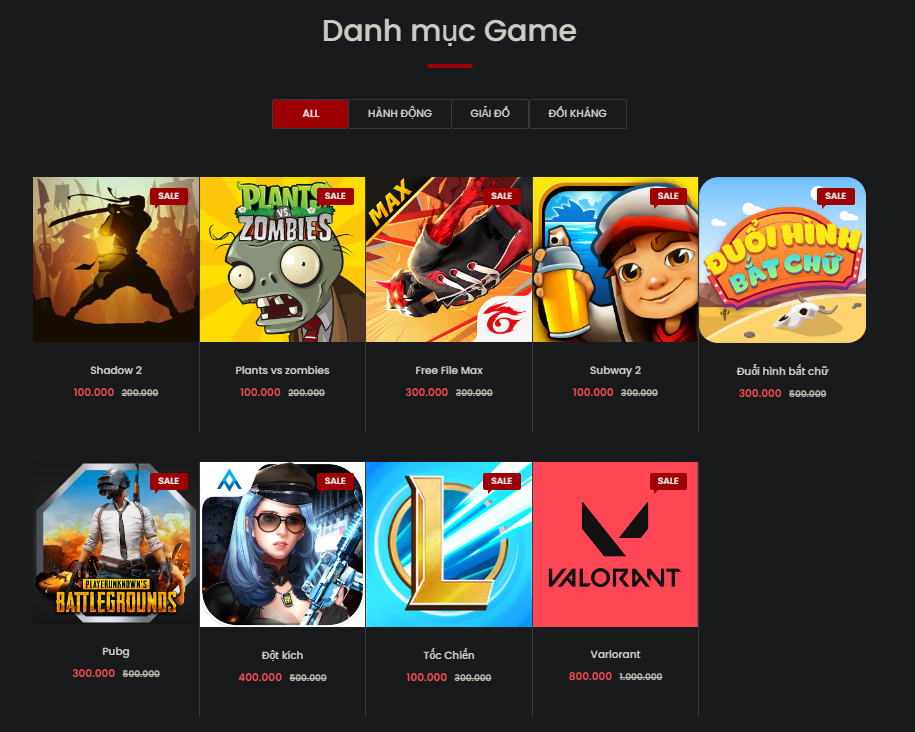 Danh mục Game
ALL HÀNH ĐỘNG GIẢI ĐỐ ĐỐI KHÁNG
SALE SALE SALE SALE SALE
PLANTS
VS.
ZOMBIES
MAX
ĐUỔI HÌNH
BẮT CHỮ
Shadow 2 Plants vs zombies Free File Max Subway 2 Đuổi hình bắt chữ
100.000 200.000 100.000 200.000 300.000 300.000 100.000 300.000 300.000 500.000
SALE SALE SALE SALE
PLAYERUNKNOWN'S
BATTLEGROUNDS
L
VALORANT
Pubg Đột kích Tốc Chiến Varlorant
300.000 500.000 400.000 500.000 100.000 300.000 800.000 1.000.000